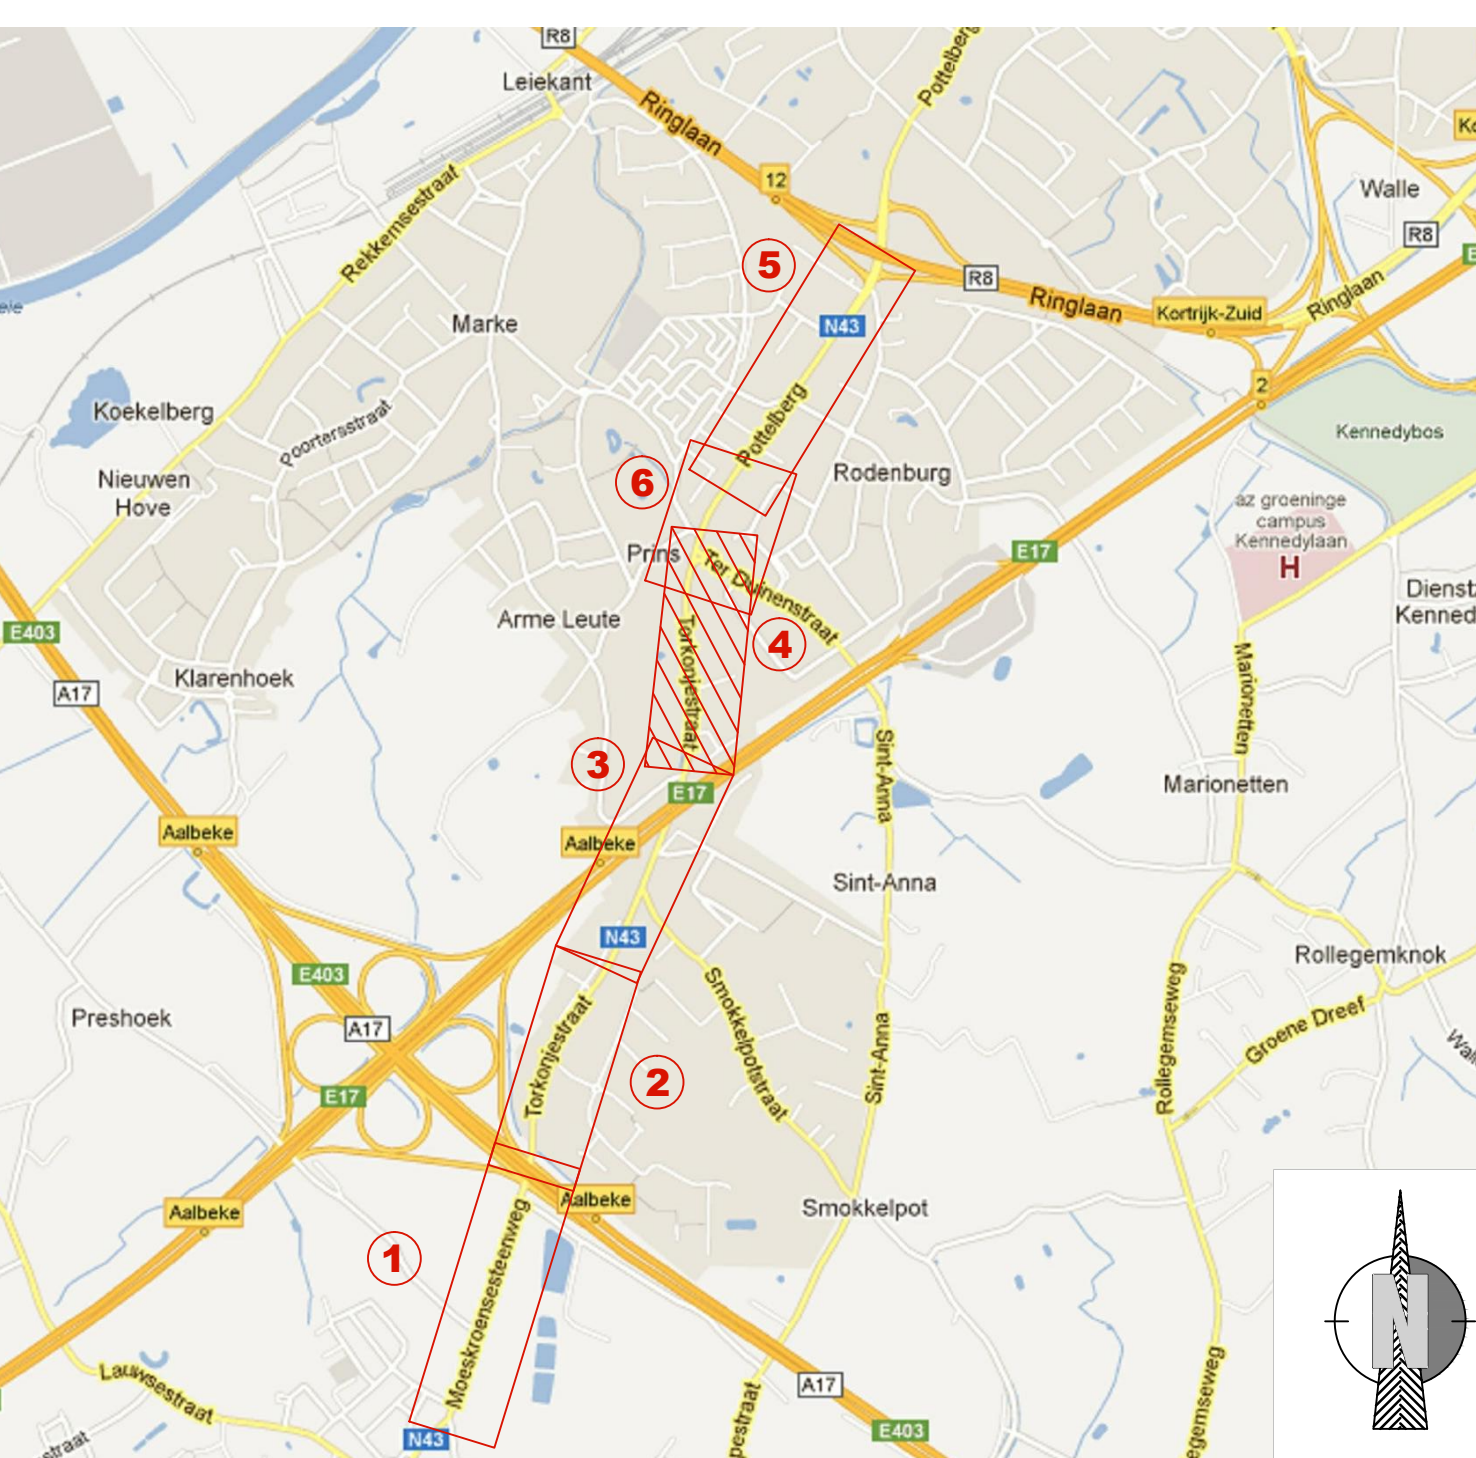 R8
Leiekant
Pottelberg
Ringlaan
Rekkemsestraat
12
Walle
R8
5
R8
Ringlaan
Kortrijk-Zuid
Ringlaan
Marke
N43
2
Koekelberg
Poortersstraat
Pottelberg
Kennedybos
Nieuwen
Hove
6
Rodenburg
az groeninge
campus
Kennedylaan
H
Prins
Ter Duinenstraat
E17
Arme Leute
E403
4
Torkonjestraat
Klarenhoek
A17
Marionetten
3
Sint-Anna
E17
Marionetten
Aalbeke
Aalbeke
Sint-Anna
N43
Rollegemknok
E403
Smokkelpotstraat
Preshoek
A17
Torkonjestraat
Sint-Anna
Rollegemseweg
Groene Dreef
2
E17
Aalbeke
Aalbeke
Smokkelpot
1
Moeskroensesteenweg
Lauwsestraat
A17
N43
E403
N